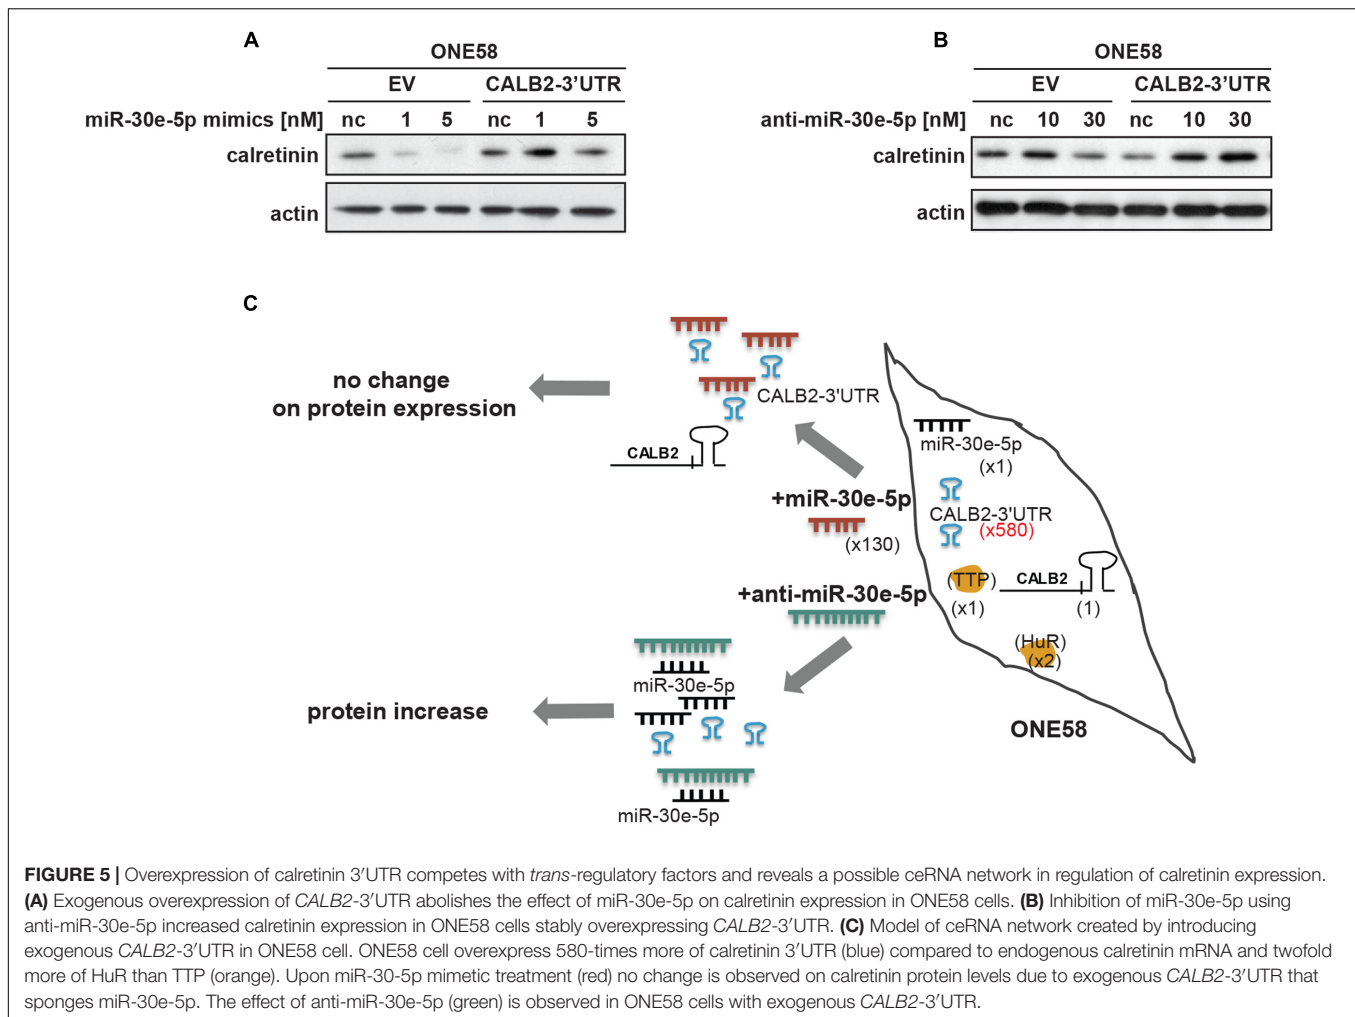 A
ONE58
EV CALB2-3'UTR
miR-30e-5p mimics [nM] nc 1 5 nc 1 5
calretinin
actin
B
ONE58
EV CALB2-3'UTR
anti-miR-30e-5p [nM] nc 10 30 nc 10 30
calretinin
actin
C
no change
on protein expression
CALB2-3'UTR
CALB2
+miR-30e-5p
(x130)
+anti-miR-30e-5p
miR-30e-5p
(x1)
CALB2-3'UTR
(x580)
(TTP)
(x1)
CALB2
(1)
(HuR)
(x2)
ONE58
protein increase
miR-30e-5p
miR-30e-5p
FIGURE 5 | Overexpression of calretinin 3′UTR competes with trans-regulatory factors and reveals a possible ceRNA network in regulation of calretinin expression.
(A) Exogenous overexpression of CALB2-3′UTR abolishes the effect of miR-30e-5p on calretinin expression in ONE58 cells. (B) Inhibition of miR-30e-5p using
anti-miR-30e-5p increased calretinin expression in ONE58 cells stably overexpressing CALB2-3′UTR. (C) Model of ceRNA network created by introducing
exogenous CALB2-3′UTR in ONE58 cell. ONE58 cell overexpress 580-times more of calretinin 3′UTR (blue) compared to endogenous calretinin mRNA and twofold
more of HuR than TTP (orange). Upon miR-30-5p mimetic treatment (red) no change is observed on calretinin protein levels due to exogenous CALB2-3′UTR that
sponges miR-30e-5p. The effect of anti-miR-30e-5p (green) is observed in ONE58 cells with exogenous CALB2-3′UTR.